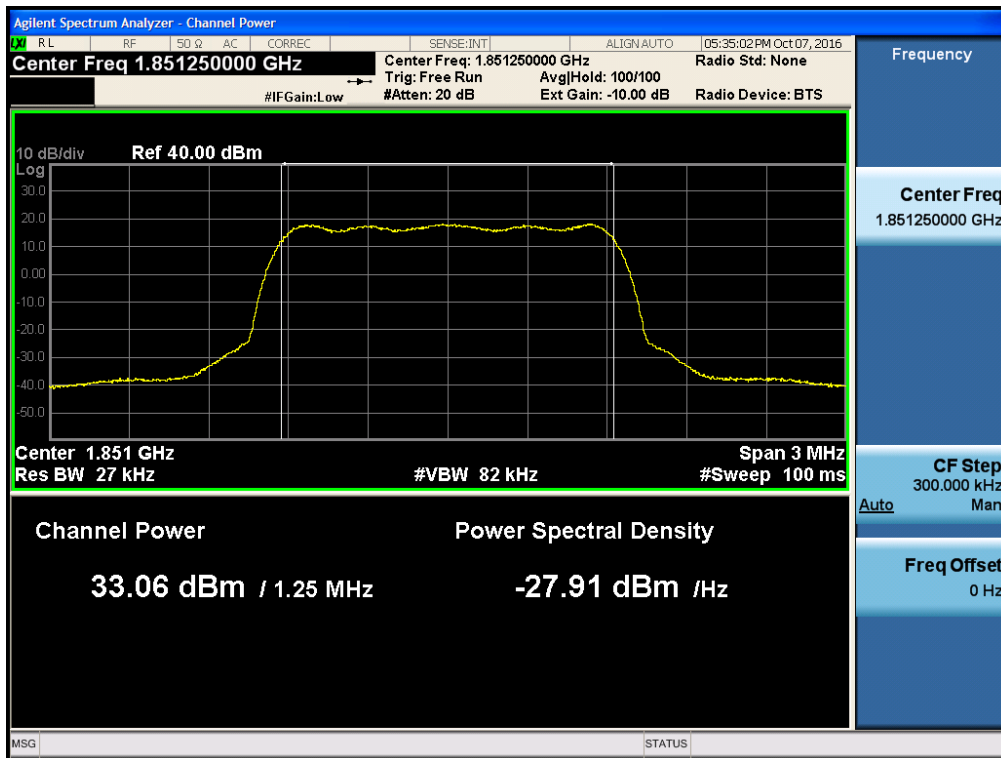 Agilent Spectrum Analyzer - Channel Power
LXI RL RF 50 Ω AC CORREC SENSE:INT ALIGN AUTO 05:35:02 PM Oct 07, 2016
Center Freq 1.851250000 GHz
Center Freq: 1.851250000 GHz
Radio Std: None
Trig: Free Run Avg|Hold: 100/100
#IFGain:Low
#Atten: 20 dB Ext Gain: -10.00 dB
Radio Device: BTS
10 dB/div Ref 40.00 dBm
Log
30.0
20.0
10.0
0.00
-10.0
-20.0
-30.0
-40.0
-50.0
Center 1.851 GHz Span 3 MHz
Res BW 27 kHz #VBW 82 kHz #Sweep 100 ms
Channel Power Power Spectral Density
33.06 dBm / 1.25 MHz -27.91 dBm /Hz
Frequency
Center Freq
1.851250000 GHz
CF Step
300.000 kHz
Auto Man
Freq Offset
0 Hz
MSG STATUS